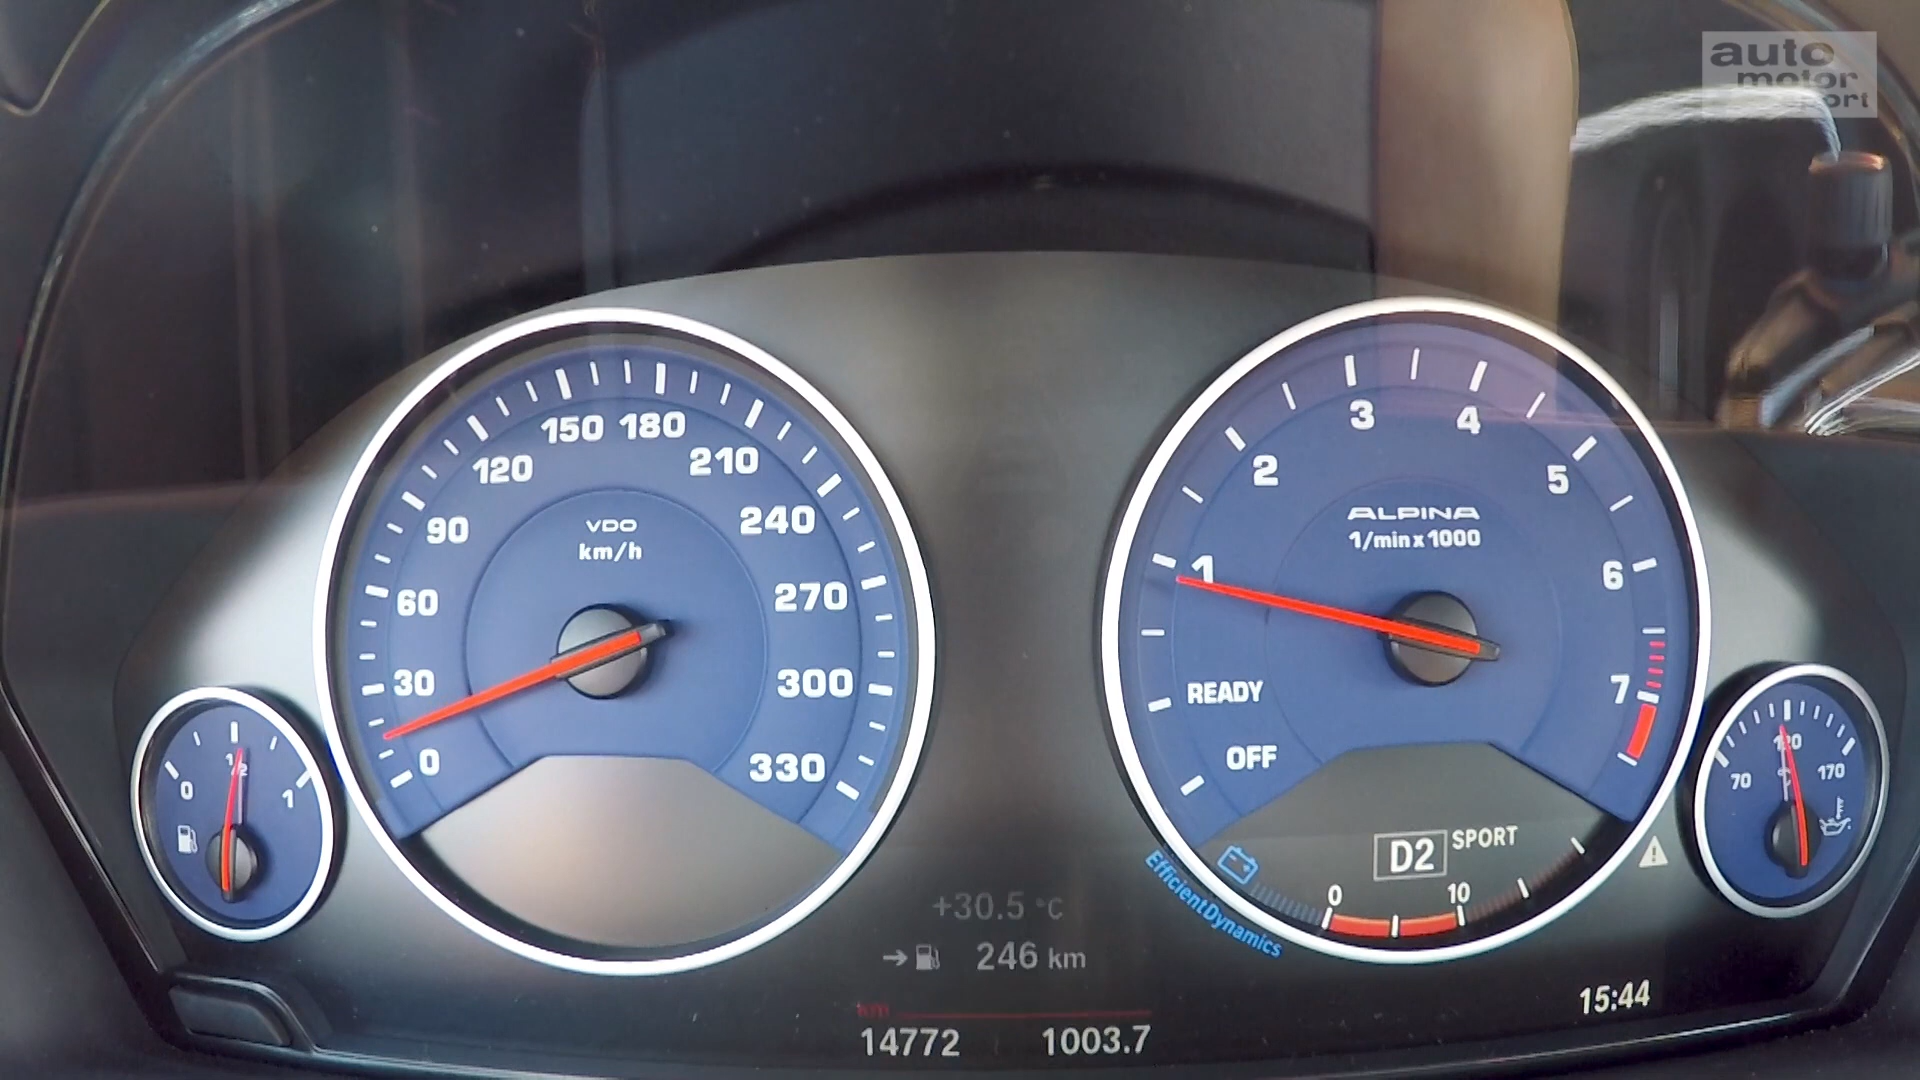 auto
motor
sport
150 180
120 210
90 240
VDO
km/h
60 270
30 300
0 330
0 1/2 1
3 4
2 5
ALPINA
1/min x 1000
1 6
READY 7
OFF
D2 SPORT
0 10
EfficientDynamics
70 120 170
+30.5 °C
→ 246 km
15:44
km
14772 1003.7